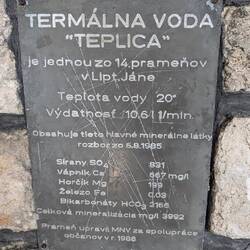 TERMÁLNA VODA
"TEPLICA"
je jednou zo 14 prameňov
v Lipt. Jáne
Teplota vody 20°
Výdatnosť 10,6 l 1/min.
Obsahuje tieto hlavné minerálne látky
rozbor zo 5.8.1985
Sírany SO₄ 831
Vápník Ca 567 mg/l
Horčík Mg 199
Železo Fe 0.03
Bikarbonáty HCO₃ 2166
Celková mineralizácia mg/l 3992
Prameň upravil MNV za spolupráce
občanov v r. 1986